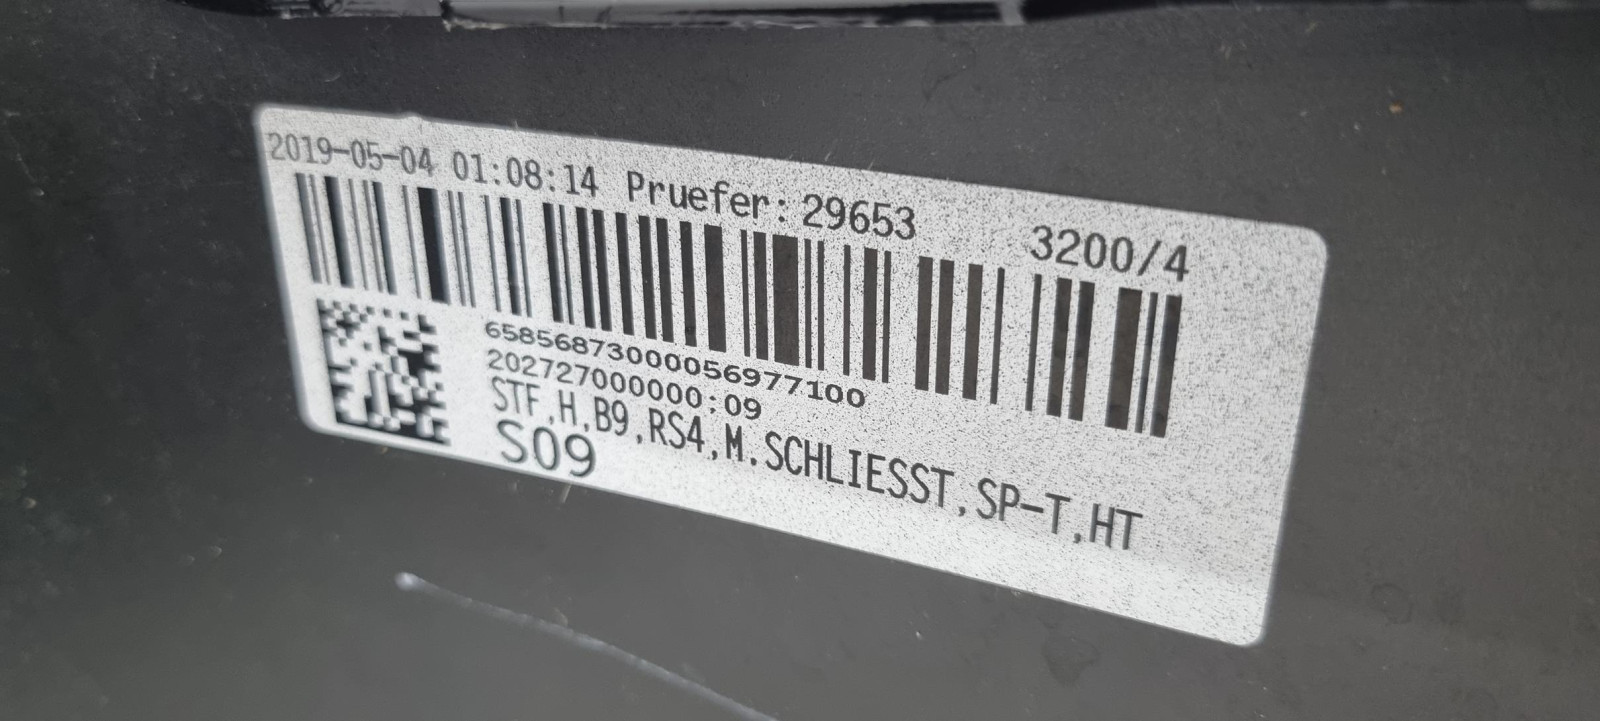 2019-05-04 01:08:14 Pruefer: 29653 3200/4
65856873000056977100
202727000000;09
STF,H,B9,RS4,M.SCHLIESST,SP-T,HT
S09